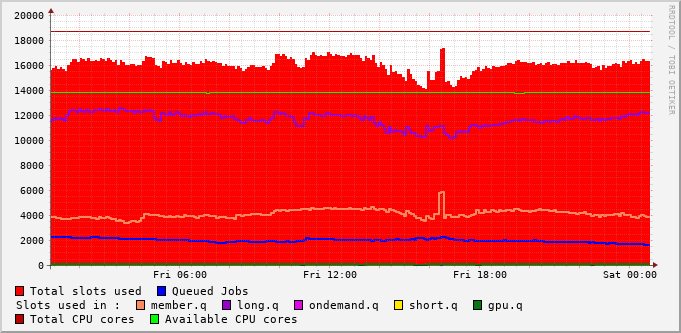 20000
18000
16000
14000
12000
10000
8000
6000
4000
2000
0
Fri 06:00 Fri 12:00 Fri 18:00 Sat 00:00
RRDTOOL / TOBI OETIKER
Total slots used Queued Jobs
Slots used in : member.q long.q ondemand.q short.q gpu.q
Total CPU cores Available CPU cores